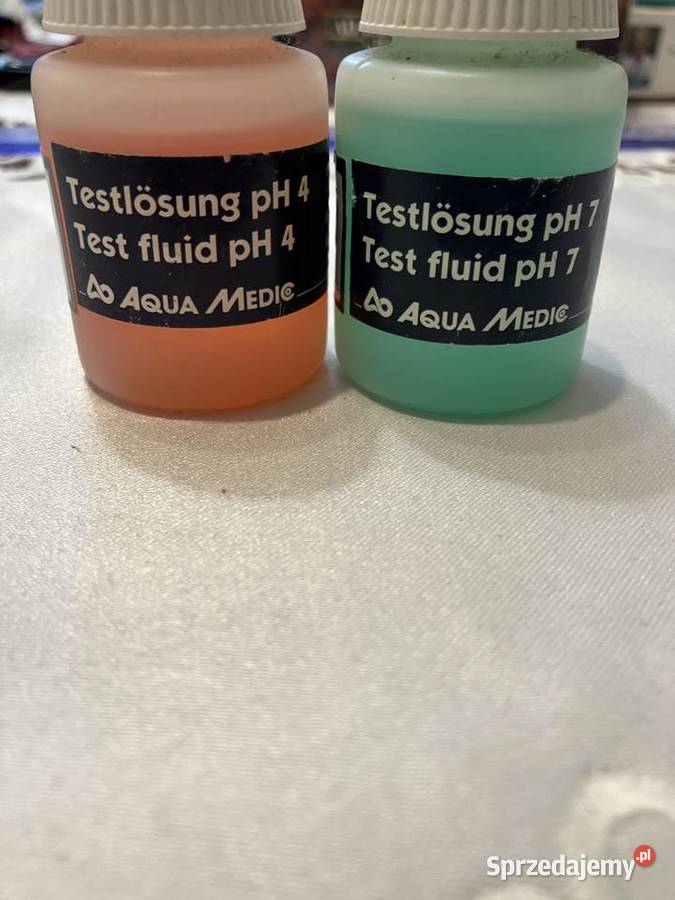 Testlösung pH 4
Test fluid pH 4
AQUA MEDIC
Testlösung pH 7
Test fluid pH 7
AQUA MEDIC
Sprzedajemy.pl